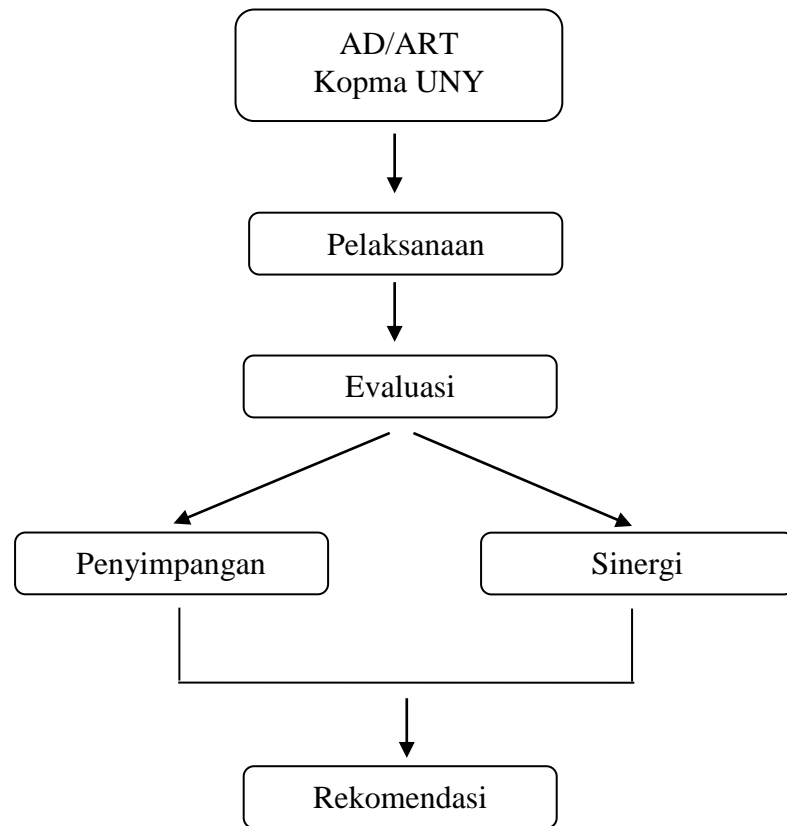 AD/ART
Kopma UNY
Pelaksanaan
Evaluasi
Penyimpangan
Sinergi
Rekomendasi